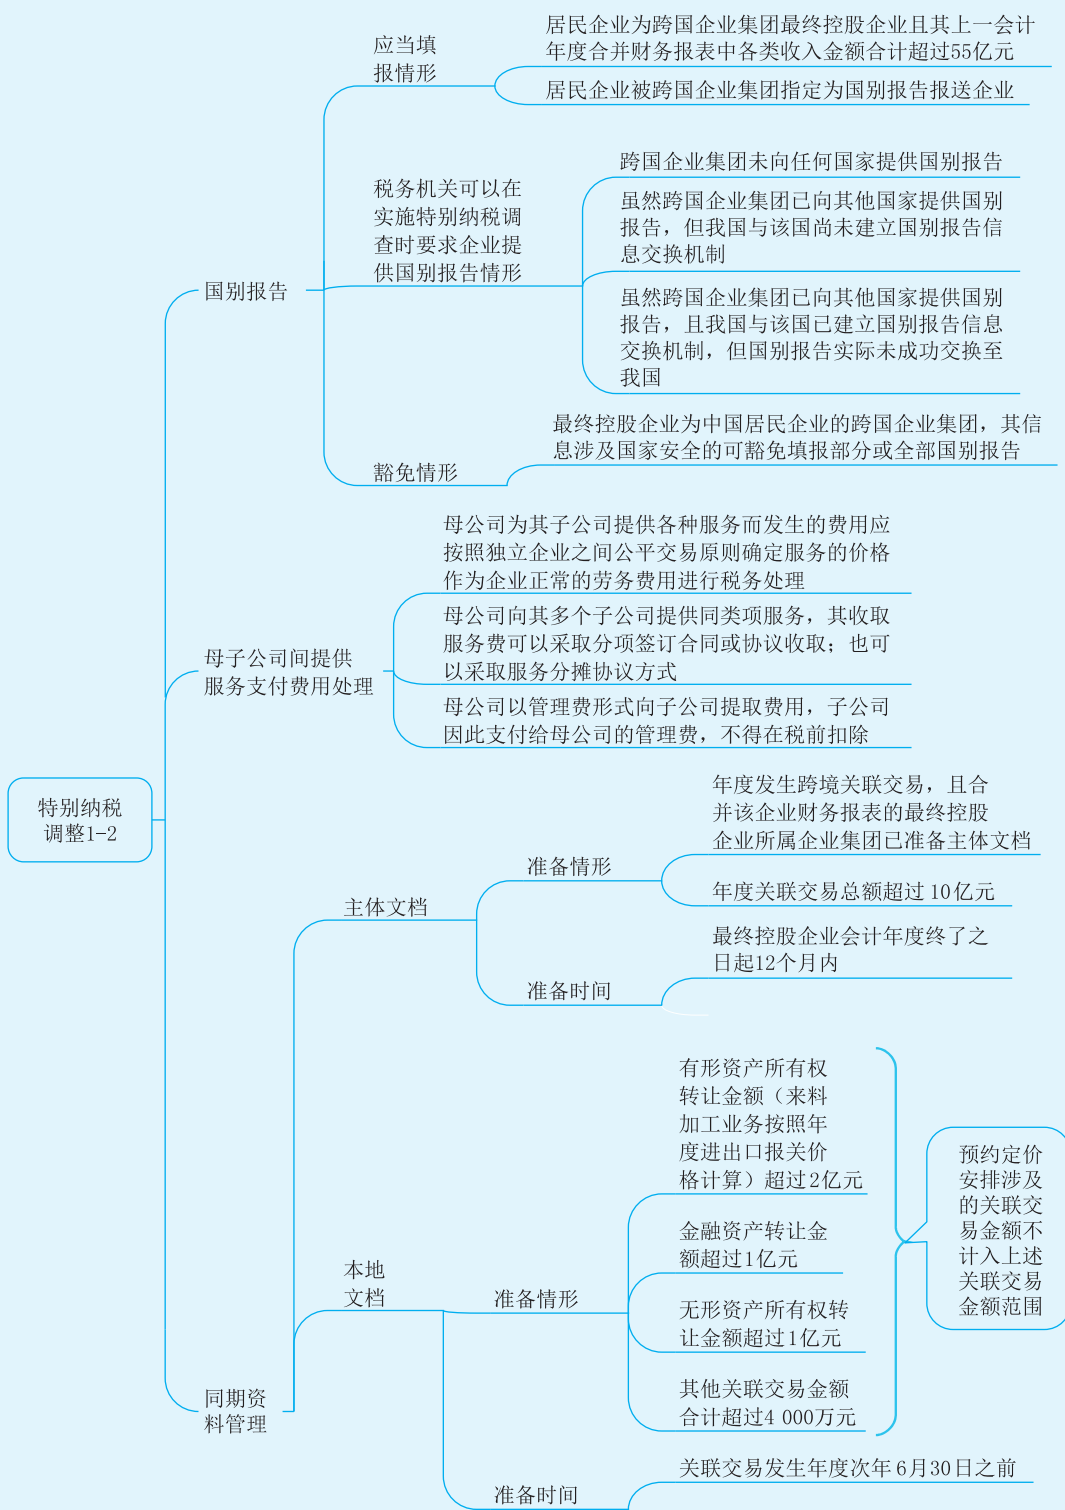 特别纳税
调整1-2
国别报告
应当填
报情形
居民企业为跨国企业集团最终控股企业且其上一会计
年度合并财务报表中各类收入金额合计超过55亿元
居民企业被跨国企业集团指定为国别报告报送企业
税务机关可以在
实施特别纳税调
查时要求企业提
供国别报告情形
跨国企业集团未向任何国家提供国别报告
虽然跨国企业集团已向其他国家提供国别
报告，但我国与该国尚未建立国别报告信
息交换机制
虽然跨国企业集团已向其他国家提供国别
报告，且我国与该国已建立国别报告信息
交换机制，但国别报告实际未成功交换至
我国
豁免情形
最终控股企业为中国居民企业的跨国企业集团，其信
息涉及国家安全的可豁免填报部分或全部国别报告
母子公司间提供
服务支付费用处理
母公司为其子公司提供各种服务而发生的费用应
按照独立企业之间公平交易原则确定服务的价格
作为企业正常的劳务费用进行税务处理
母公司向其多个子公司提供同类项服务，其收取
服务费可以采取分项签订合同或协议收取；也可
以采取服务分摊协议方式
母公司以管理费形式向子公司提取费用，子公司
因此支付给母公司的管理费，不得在税前扣除
同期资
料管理
主体文档
准备情形
年度发生跨境关联交易，且合
并该企业财务报表的最终控股
企业所属企业集团已准备主体文档
年度关联交易总额超过10亿元
准备时间
最终控股企业会计年度终了之
日起12个月内
本地
文档
准备情形
有形资产所有权
转让金额（来料
加工业务按照年
度进出口报关价
格计算）超过2亿元
金融资产转让金
额超过1亿元
无形资产所有权转
让金额超过1亿元
其他关联交易金额
合计超过4 000万元
预约定价
安排涉及
的关联交
易金额不
计入上述
关联交易
金额范围
准备时间
关联交易发生年度次年6月30日之前